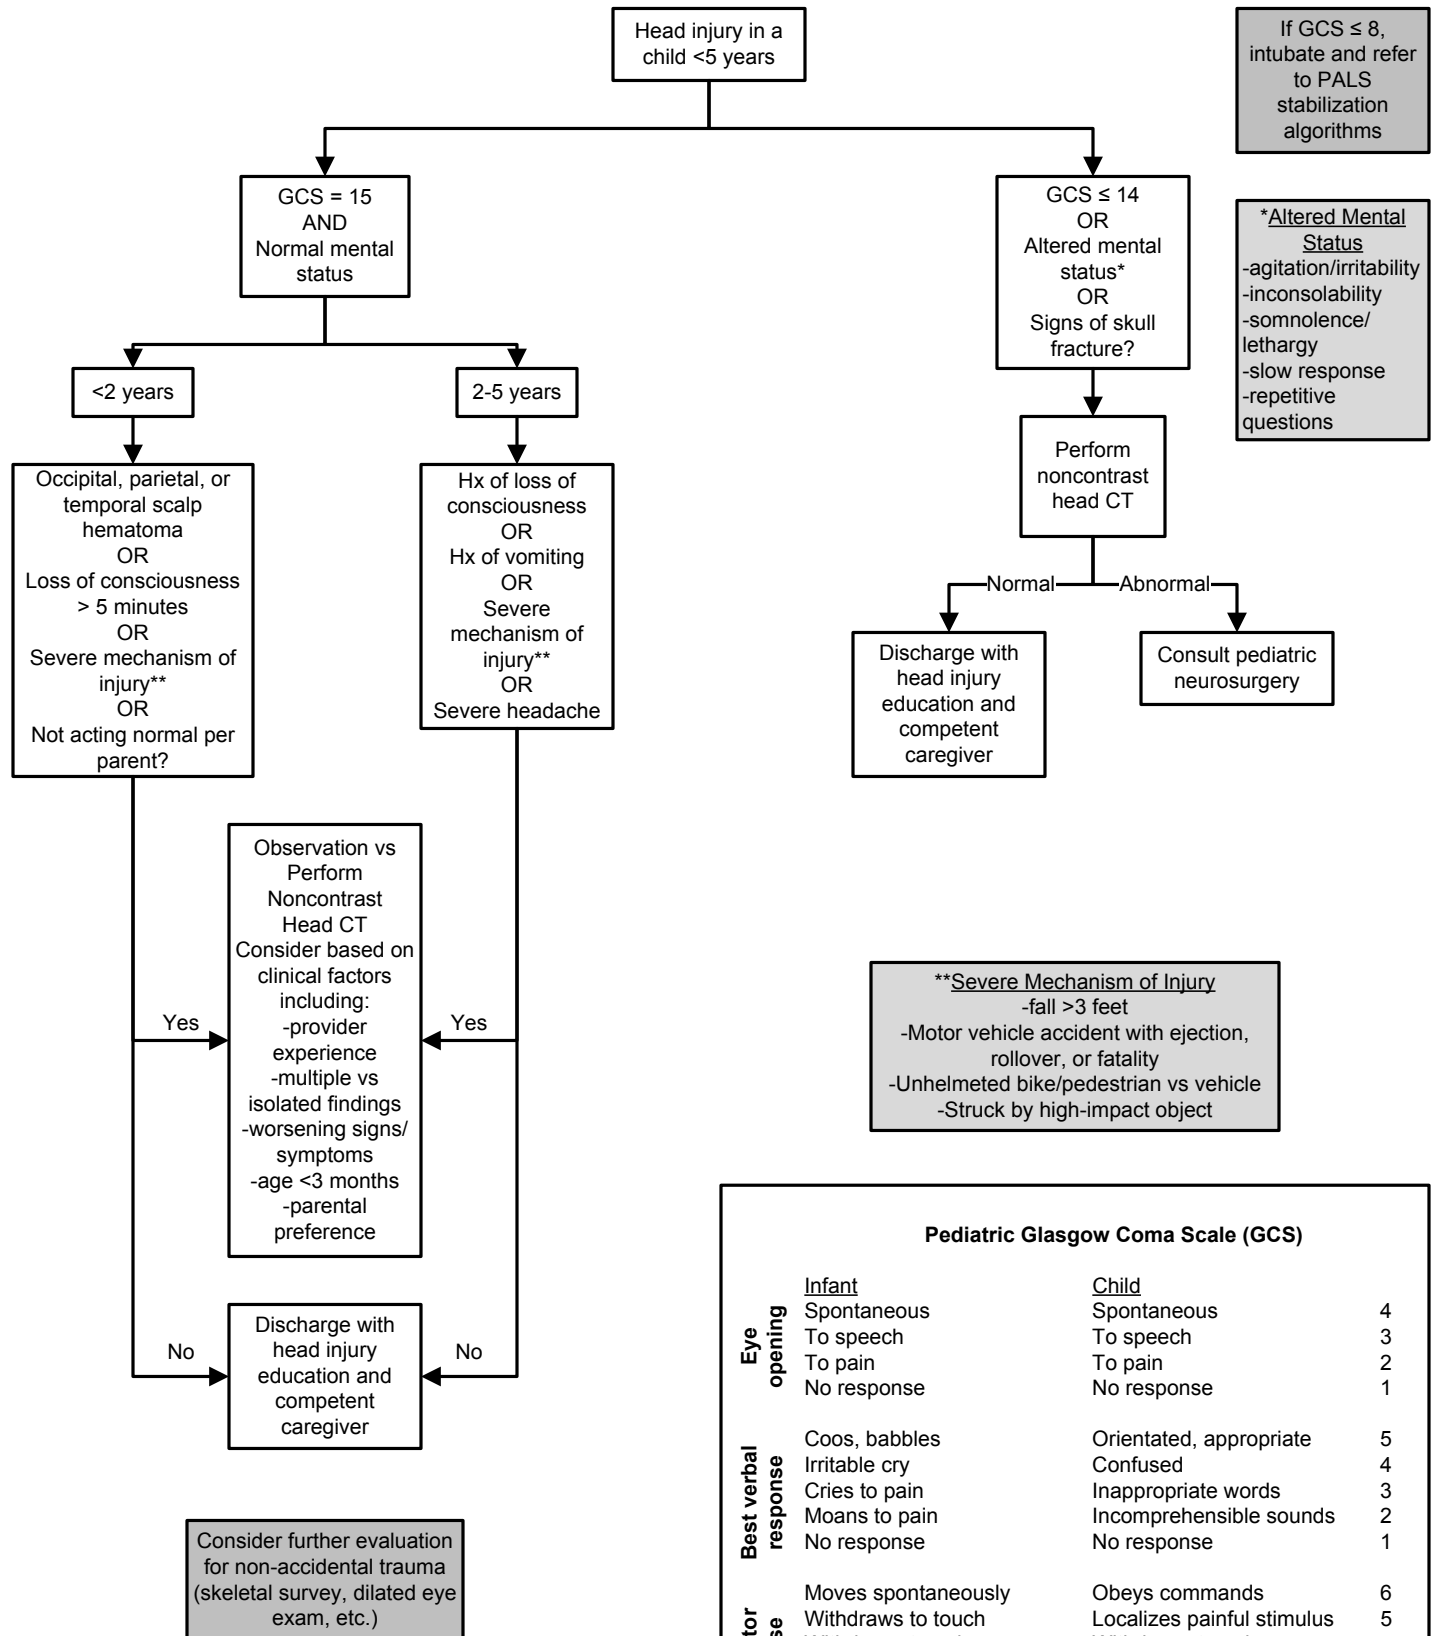 Head injury in a
child <5 years
If GCS ≤ 8,
intubate and refer
to PALS
stabilization
algorithms
GCS = 15
AND
Normal mental
status
GCS ≤ 14
OR
Altered mental
status*
OR
Signs of skull
fracture?
*Altered Mental
Status
-agitation/irritability
-inconsolability
-somnolence/
lethargy
-slow response
-repetitive
questions
<2 years
2-5 years
Perform
noncontrast
head CT
Occipital, parietal, or
temporal scalp
hematoma
OR
Loss of consciousness
> 5 minutes
OR
Severe mechanism of
injury**
OR
Not acting normal per
parent?
Hx of loss of
consciousness
OR
Hx of vomiting
OR
Severe
mechanism of
injury**
OR
Severe headache
Normal
Abnormal
Discharge with
head injury
education and
competent
caregiver
Consult pediatric
neurosurgery
Observation vs
Perform
Noncontrast
Head CT
Consider based on
clinical factors
including:
-provider
experience
-multiple vs
isolated findings
-worsening signs/
symptoms
-age <3 months
-parental
preference
Yes
Yes
**Severe Mechanism of Injury
-fall >3 feet
-Motor vehicle accident with ejection,
rollover, or fatality
-Unhelmeted bike/pedestrian vs vehicle
-Struck by high-impact object
No
No
Discharge with
head injury
education and
competent
caregiver
Consider further evaluation
for non-accidental trauma
(skeletal survey, dilated eye
exam, etc.)
Pediatric Glasgow Coma Scale (GCS)
Infant Child
Eye
opening
Spontaneous Spontaneous 4
To speech To speech 3
To pain To pain 2
No response No response 1
Best verbal
response
Coos, babbles Orientated, appropriate 5
Irritable cry Confused 4
Cries to pain Inappropriate words 3
Moans to pain Incomprehensible sounds 2
No response No response 1
Moves spontaneously Obeys commands 6
Withdraws to touch Localizes painful stimulus 5